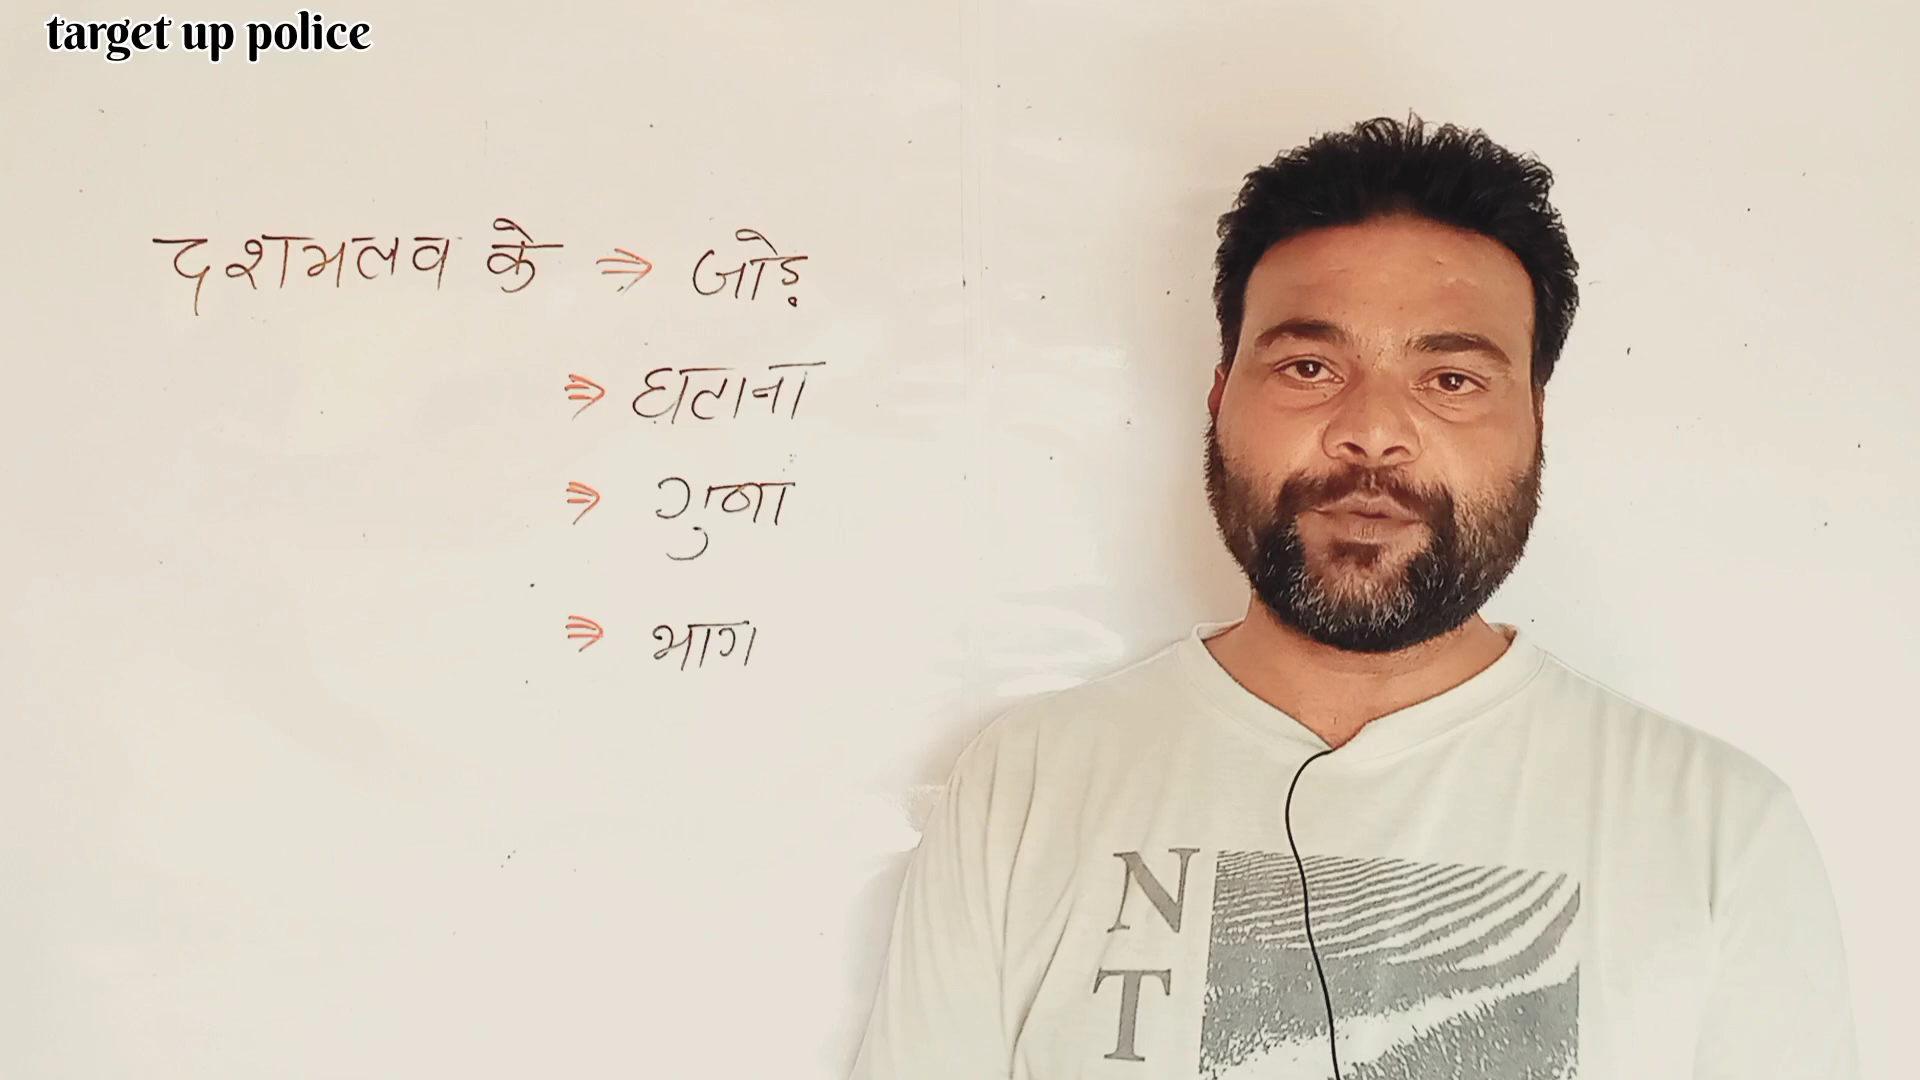 target up police
दशमलव के ⇒ जोड़
⇒ घटाना
⇒ गुणा
⇒ भाग
N
T